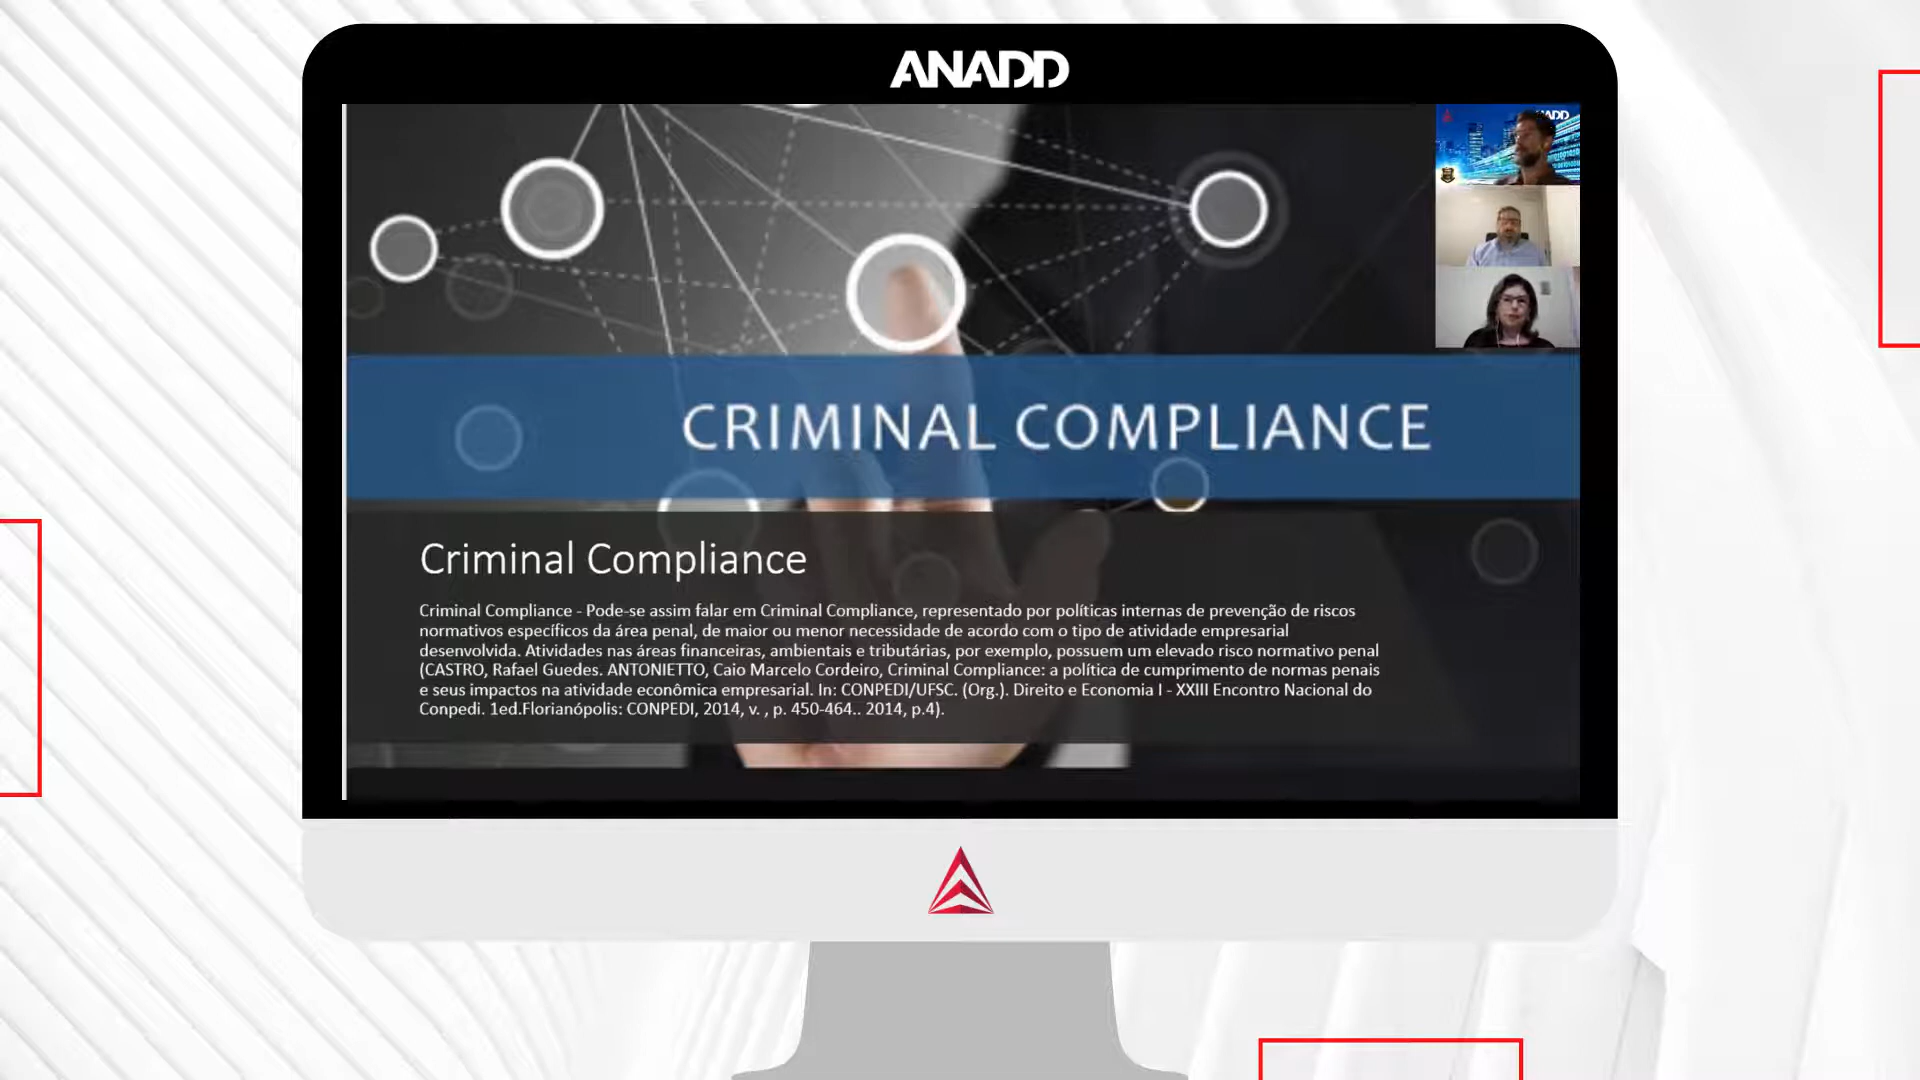 ANADD
CRIMINAL COMPLIANCE
Criminal Compliance
Criminal Compliance - Pode-se assim falar em Criminal Compliance, representado por políticas internas de prevenção de riscos
normativos específicos da área penal, de maior ou menor necessidade de acordo com o tipo de atividade empresarial
desenvolvida. Atividades nas áreas financeiras, ambientais e tributárias, por exemplo, possuem um elevado risco normativo penal
(CASTRO, Rafael Guedes. ANTONIETTO, Caio Marcelo Cordeiro, Criminal Compliance: a política de cumprimento de normas penais
e seus impactos na atividade econômica empresarial. In: CONPEDI/UFSC. (Org.). Direito e Economia I - XXIII Encontro Nacional do
Conpedi. 1ed.Florianópolis: CONPEDI, 2014, v. , p. 450-464.. 2014, p.4).